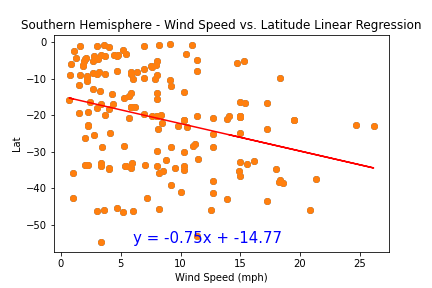 Southern Hemisphere - Wind Speed vs. Latitude Linear Regression
0
−10
−20
−30
−40
−50
Lat
y = -0.75x + -14.77
0 5 10 15 20 25
Wind Speed (mph)